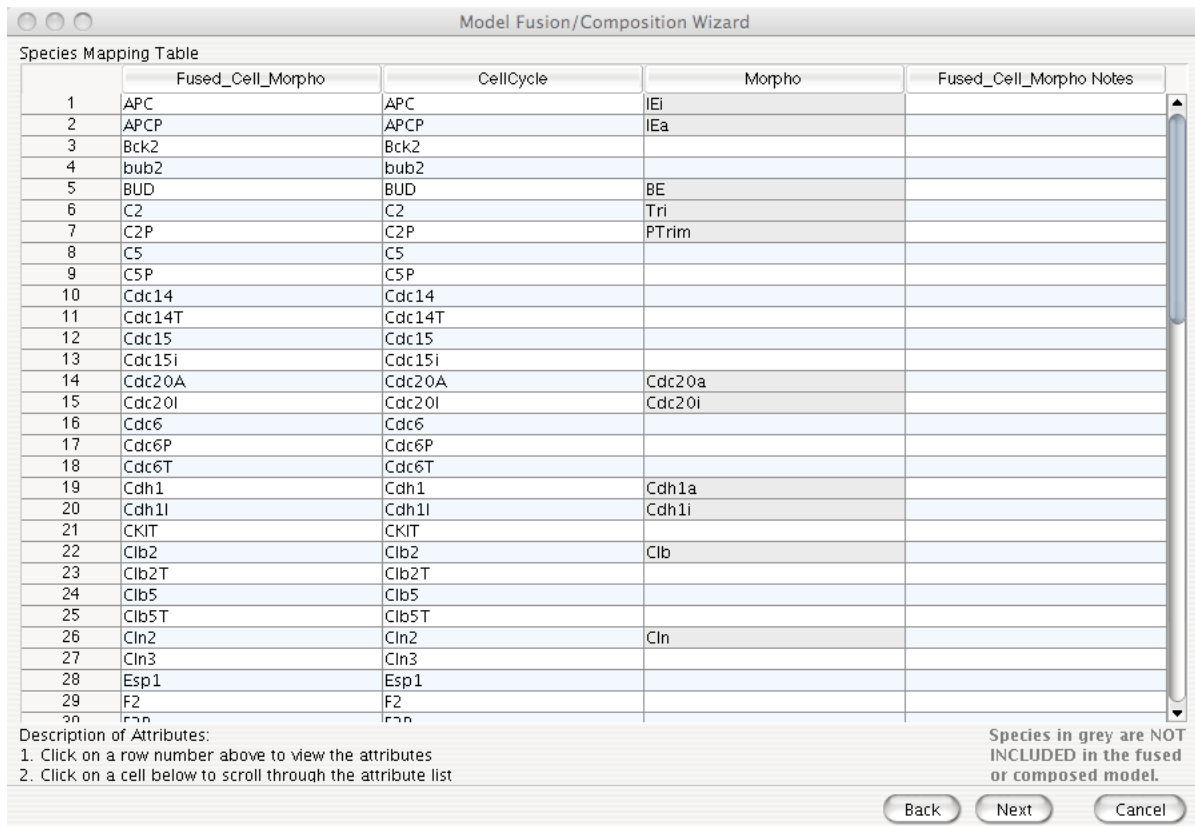 Model Fusion/Composition Wizard
Species Mapping Table
Fused_Cell_Morpho CellCycle Morpho Fused_Cell_Morpho Notes
1 APC APC IEi
2 APCP APCP IEa
3 Bck2 Bck2
4 bub2 bub2
5 BUD BUD BE
6 C2 C2 Tri
7 C2P C2P PTrim
8 C5 C5
9 C5P C5P
10 Cdc14 Cdc14
11 Cdc14T Cdc14T
12 Cdc15 Cdc15
13 Cdc15i Cdc15i
14 Cdc20A Cdc20A Cdc20a
15 Cdc20I Cdc20I Cdc20i
16 Cdc6 Cdc6
17 Cdc6P Cdc6P
18 Cdc6T Cdc6T
19 Cdh1 Cdh1 Cdh1a
20 Cdh1I Cdh1I Cdh1i
21 CKIT CKIT
22 Clb2 Clb2 Clb
23 Clb2T Clb2T
24 Clb5 Clb5
25 Clb5T Clb5T
26 Cln2 Cln2 Cln
27 Cln3 Cln3
28 Esp1 Esp1
29 F2 F2
Description of Attributes:
1. Click on a row number above to view the attributes
2. Click on a cell below to scroll through the attribute list
Species in grey are NOT
INCLUDED in the fused
or composed model.
Back Next Cancel